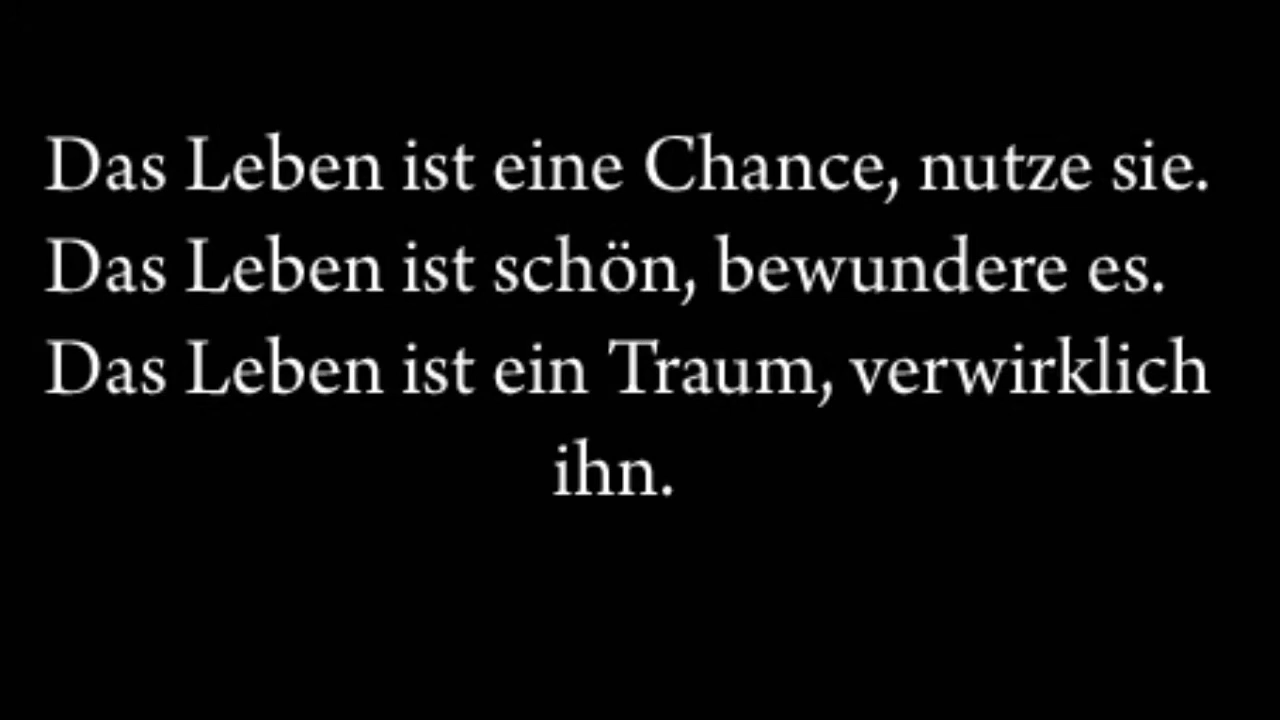 Das Leben ist eine Chance, nutze sie.
Das Leben ist schön, bewundere es.
Das Leben ist ein Traum, verwirklich
ihn.